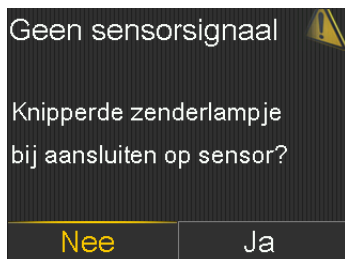 Geen sensorsignaal
Knipperde zenderlampje
bij aansluiten op sensor?
Nee
Ja